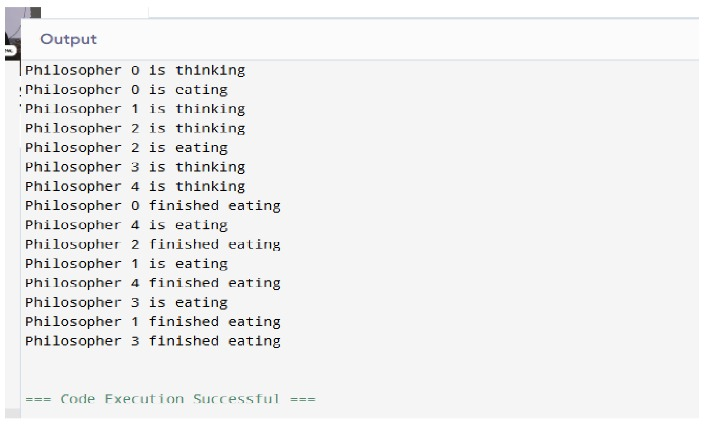 Output
Philosopher 0 is thinking
Philosopher 0 is eating
Philosopher 1 is thinking
Philosopher 2 is thinking
Philosopher 2 is eating
Philosopher 3 is thinking
Philosopher 4 is thinking
Philosopher 0 finished eating
Philosopher 4 is eating
Philosopher 2 finished eating
Philosopher 1 is eating
Philosopher 4 finished eating
Philosopher 3 is eating
Philosopher 1 finished eating
Philosopher 3 finished eating
=== Code Execution Successful ===